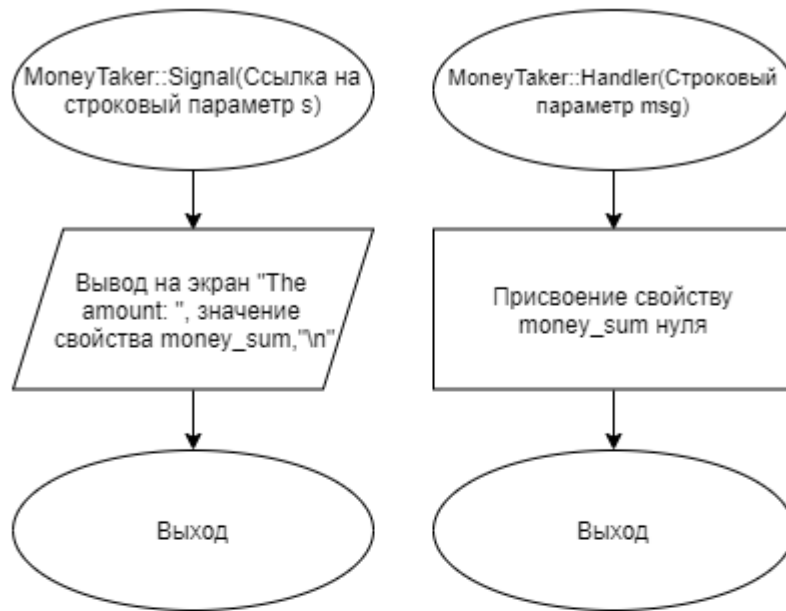 MoneyTaker::Signal(Ссылка на
строковый параметр s)
Вывод на экран "The
amount: ", значение
свойства money_sum,"\n"
Выход
MoneyTaker::Handler(Строковый
параметр msg)
Присвоение свойству
money_sum нуля
Выход